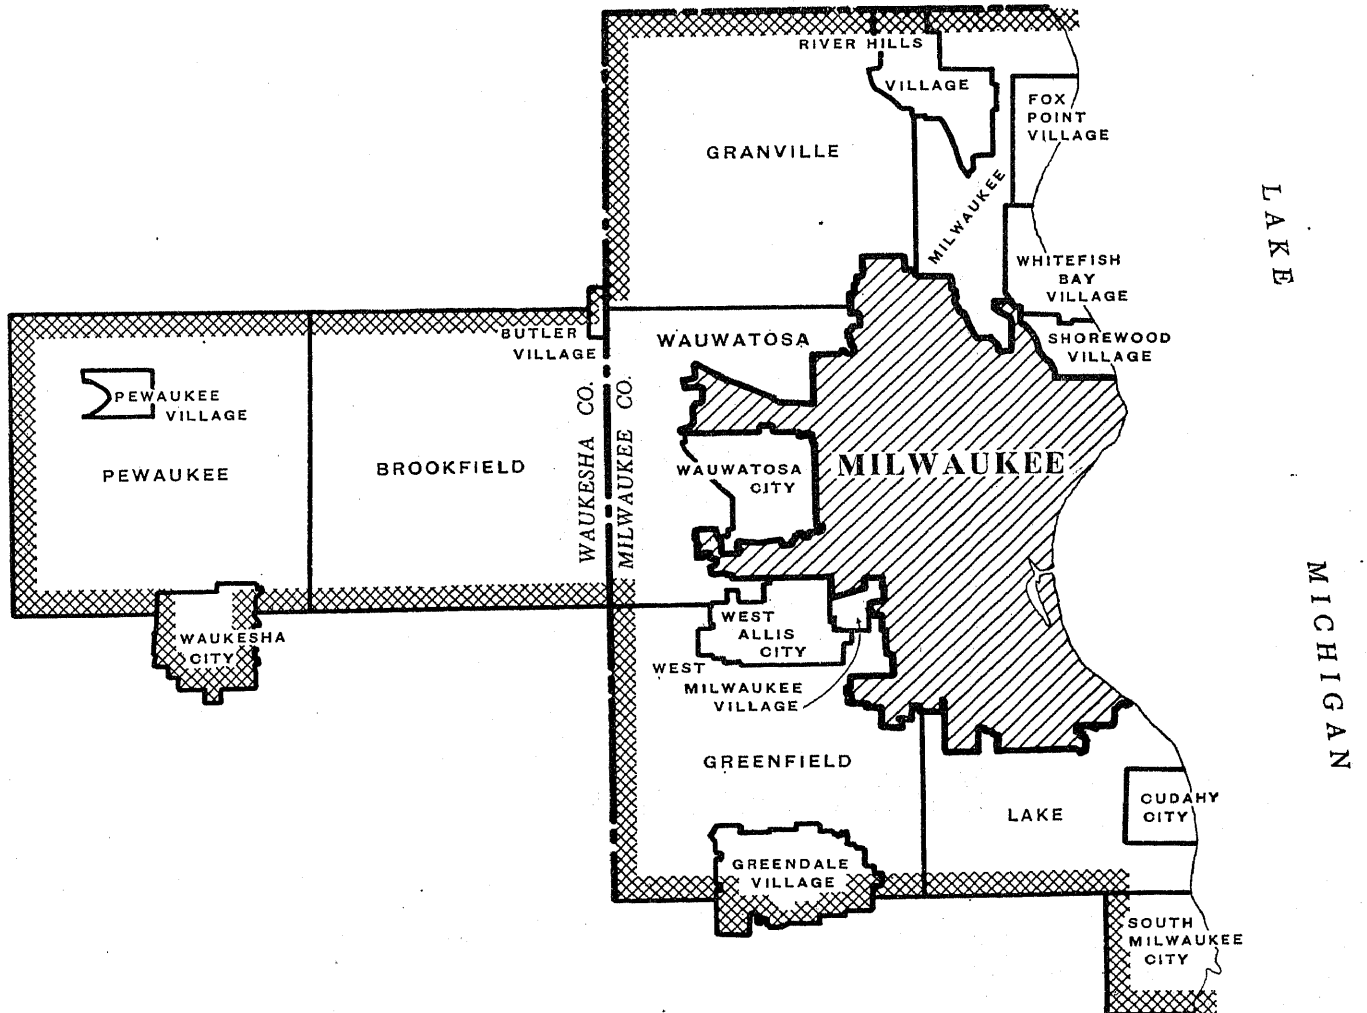 RIVER HILLS
VILLAGE
FOX
POINT
VILLAGE
GRANVILLE
MILWAUKEE
LAKE
WHITEFISH
BAY
VILLAGE
SHOREWOOD
VILLAGE
BUTLER
VILLAGE
WAUWATOSA
PEWAUKEE
VILLAGE
WAUKESHA CO.
MILWAUKEE CO.
PEWAUKEE
BROOKFIELD
WAUWATOSA
CITY
MILWAUKEE
WAUKESHA
CITY
WEST
ALLIS
CITY
WEST
MILWAUKEE
VILLAGE
MICHIGAN
GREENFIELD
LAKE
CUDAHY
CITY
GREENDALE
VILLAGE
SOUTH
MILWAUKEE
CITY